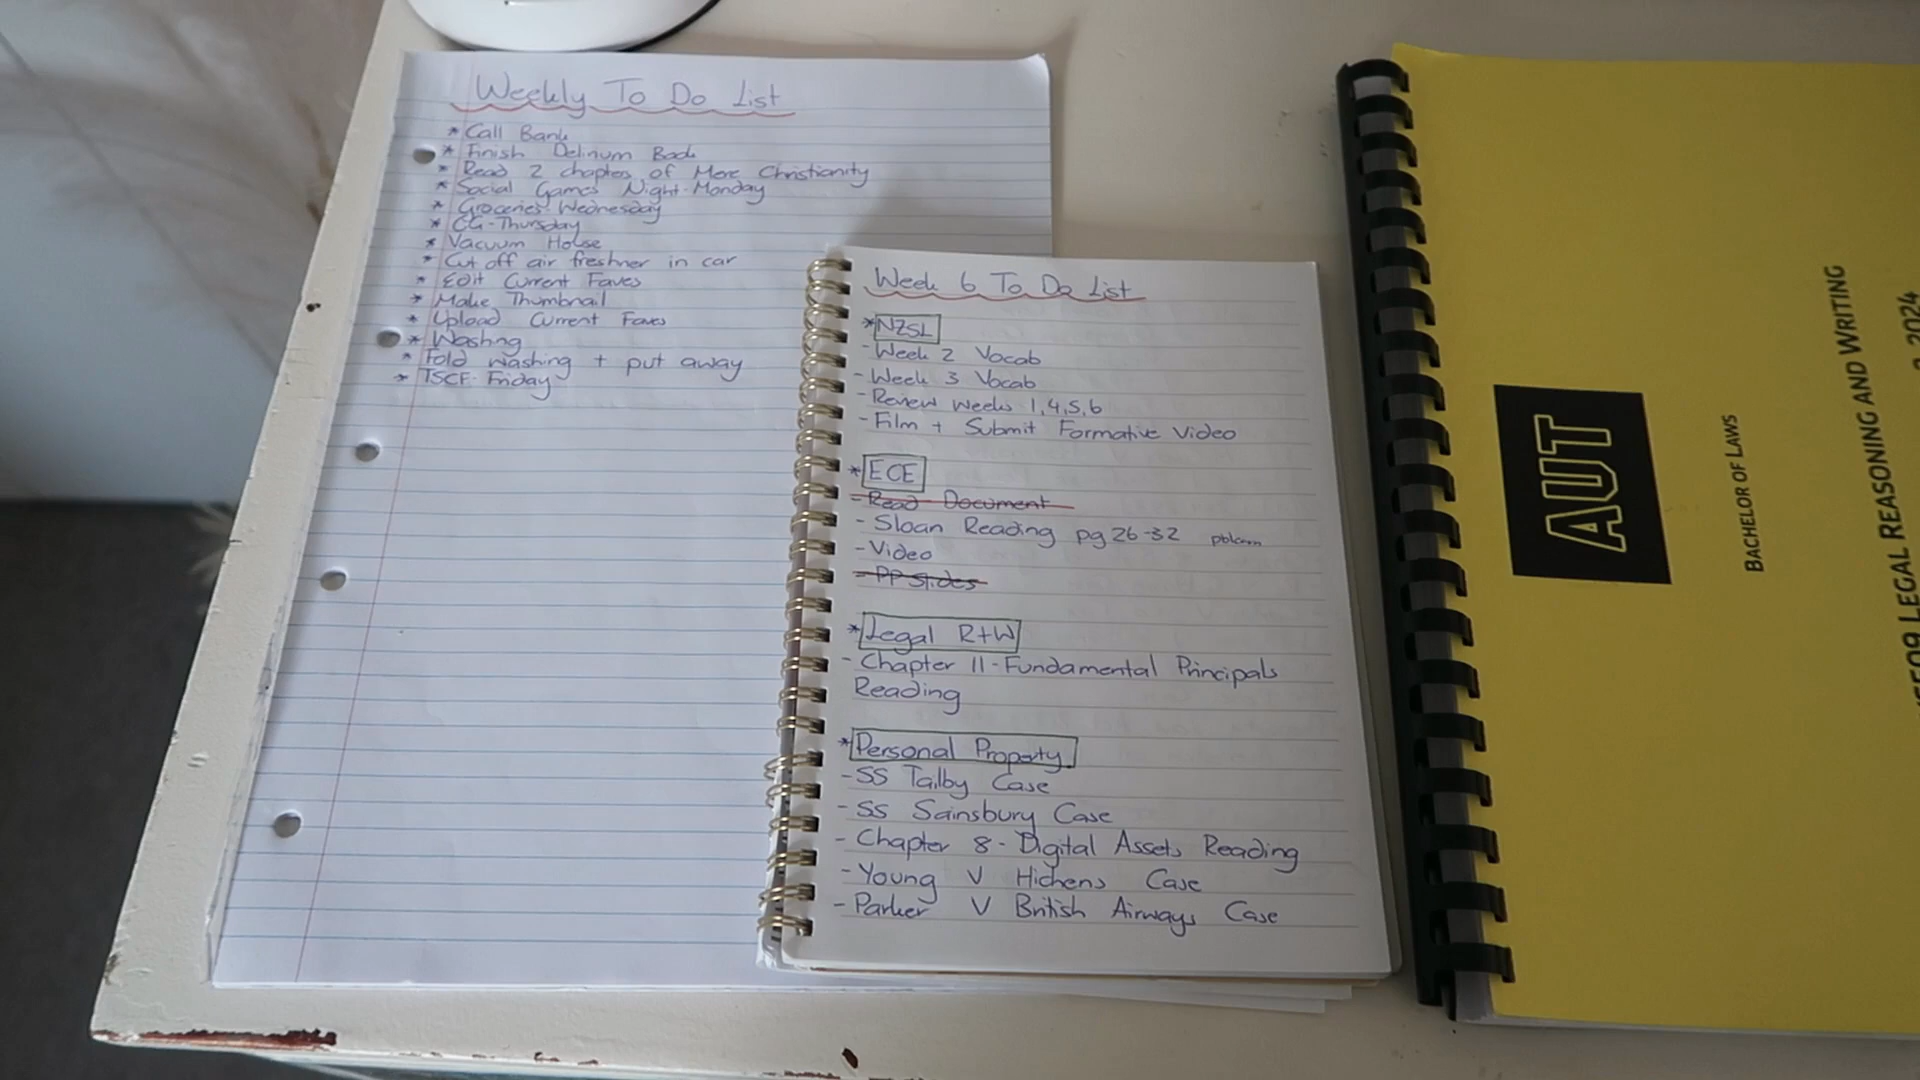 Weekly To Do List
* Call Bank
* Finish Delirium Book
* Read 2 chapters of Mere Christianity
* Social Games Night-Monday
* Groceries-Wednesday
* CG-Thursday
* Vacuum House
* Cut off air freshner in car
* Edit Current Faves
* Make Thumbnail
* Upload Current Faves
* Washing
* Fold washing + put away
* TSCF-Friday
Week 6 To Do List
* NZSL
- Week 2 Vocab
- Week 3 Vocab
- Review Weeks 1,4,5,6
- Film + Submit Formative Video
* ECE
- Read Document
- Sloan Reading pg 26-32
- Video
- PP Slides
* Legal R+W
- Chapter 11-Fundamental Principals
Reading
* Personal Property
- SS Tailby Case
- SS Sainsbury Case
- Chapter 8-Digital Assets Reading
- Young V Hichens Case
- Parker V British Airways Case
AUT
BACHELOR OF LAWS
LEGAL REASONING AND WRITING
2024